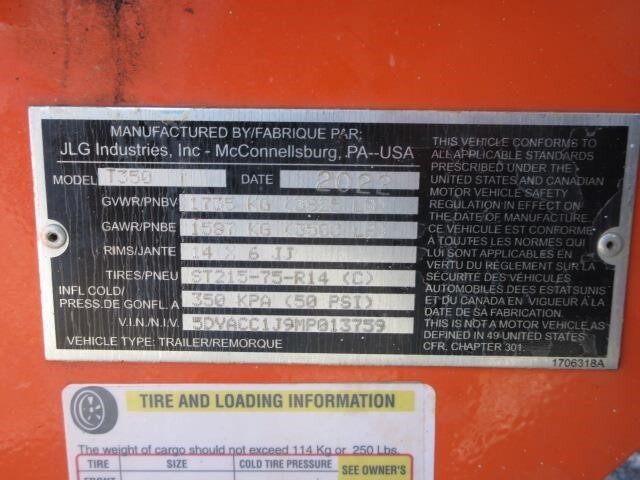 MANUFACTURED BY/FABRIQUE PAR:
JLG Industries, Inc - McConnellsburg, PA--USA
MODEL T350
DATE 2022
GVWR/PNBV 1735 KG
GAWR/PNBE 1587 KG (3500 LB)
RIMS/JANTE 14 X 6 JJ
TIRES/PNEU ST215-75-R14 (C)
INFL COLD/
PRESS.DE GONFL. A 350 KPA (50 PSI)
V.I.N./N.I.V. 5DVACC1J9MP013759
VEHICLE TYPE: TRAILER/REMORQUE
THIS VEHICLE CONFORMS TO
ALL APPLICABLE STANDARDS
PRESCRIBED UNDER THE
UNITED STATES AND CANADIAN
MOTOR VEHICLE SAFETY
REGULATION IN EFFECT ON
THE DATE OF MANUFACTURE
CE VEHICULE EST CONFORME
A TOUTES LES NORMES QUI
LUI SONT APPLICABLES EN
VERTU DU REGLEMENT SUR LA
SÉCURITÉ DES VÉHICULES
AUTOMOBILES DES ETATSUNIS
ET DU CANADA EN VIGUEUR À LA
DATE DE SA FABRICATION.
IS NOT A MOTOR VEHICLE AS
DEFINED IN 49 UNITED STATES
CFR, CHAPTER 301.
1706318A
TIRE AND LOADING INFORMATION
The weight of cargo should not exceed 114 Kg or 250 Lbs.
TIRE SIZE COLD TIRE PRESSURE SEE OWNER'S